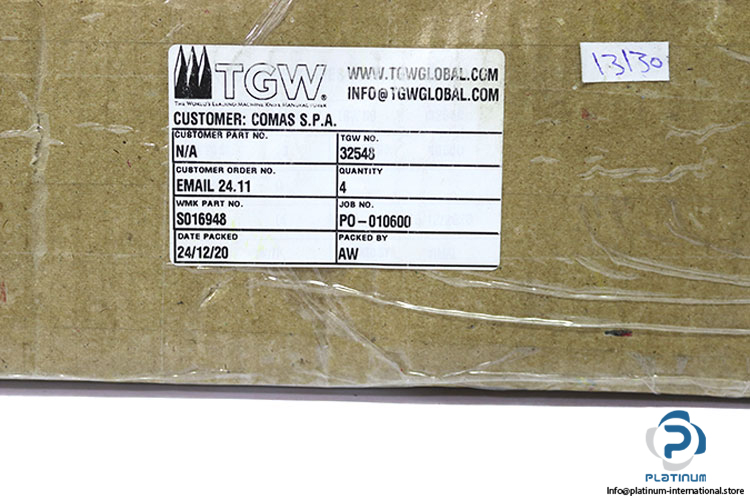 TGW®
THE WORLD'S LEADING MACHINE KNIFE MANUFACTURER
WWW.TGWGLOBAL.COM
INFO@TGWGLOBAL.COM
13130
CUSTOMER: COMAS S.P.A.
CUSTOMER PART NO.
N/A
TGW NO.
32548
CUSTOMER ORDER NO.
EMAIL 24.11
QUANTITY
4
WMK PART NO.
S016948
JOB NO.
PO-010600
DATE PACKED
24/12/20
PACKED BY
AW
PLATINUM
Info@platinum-international.store